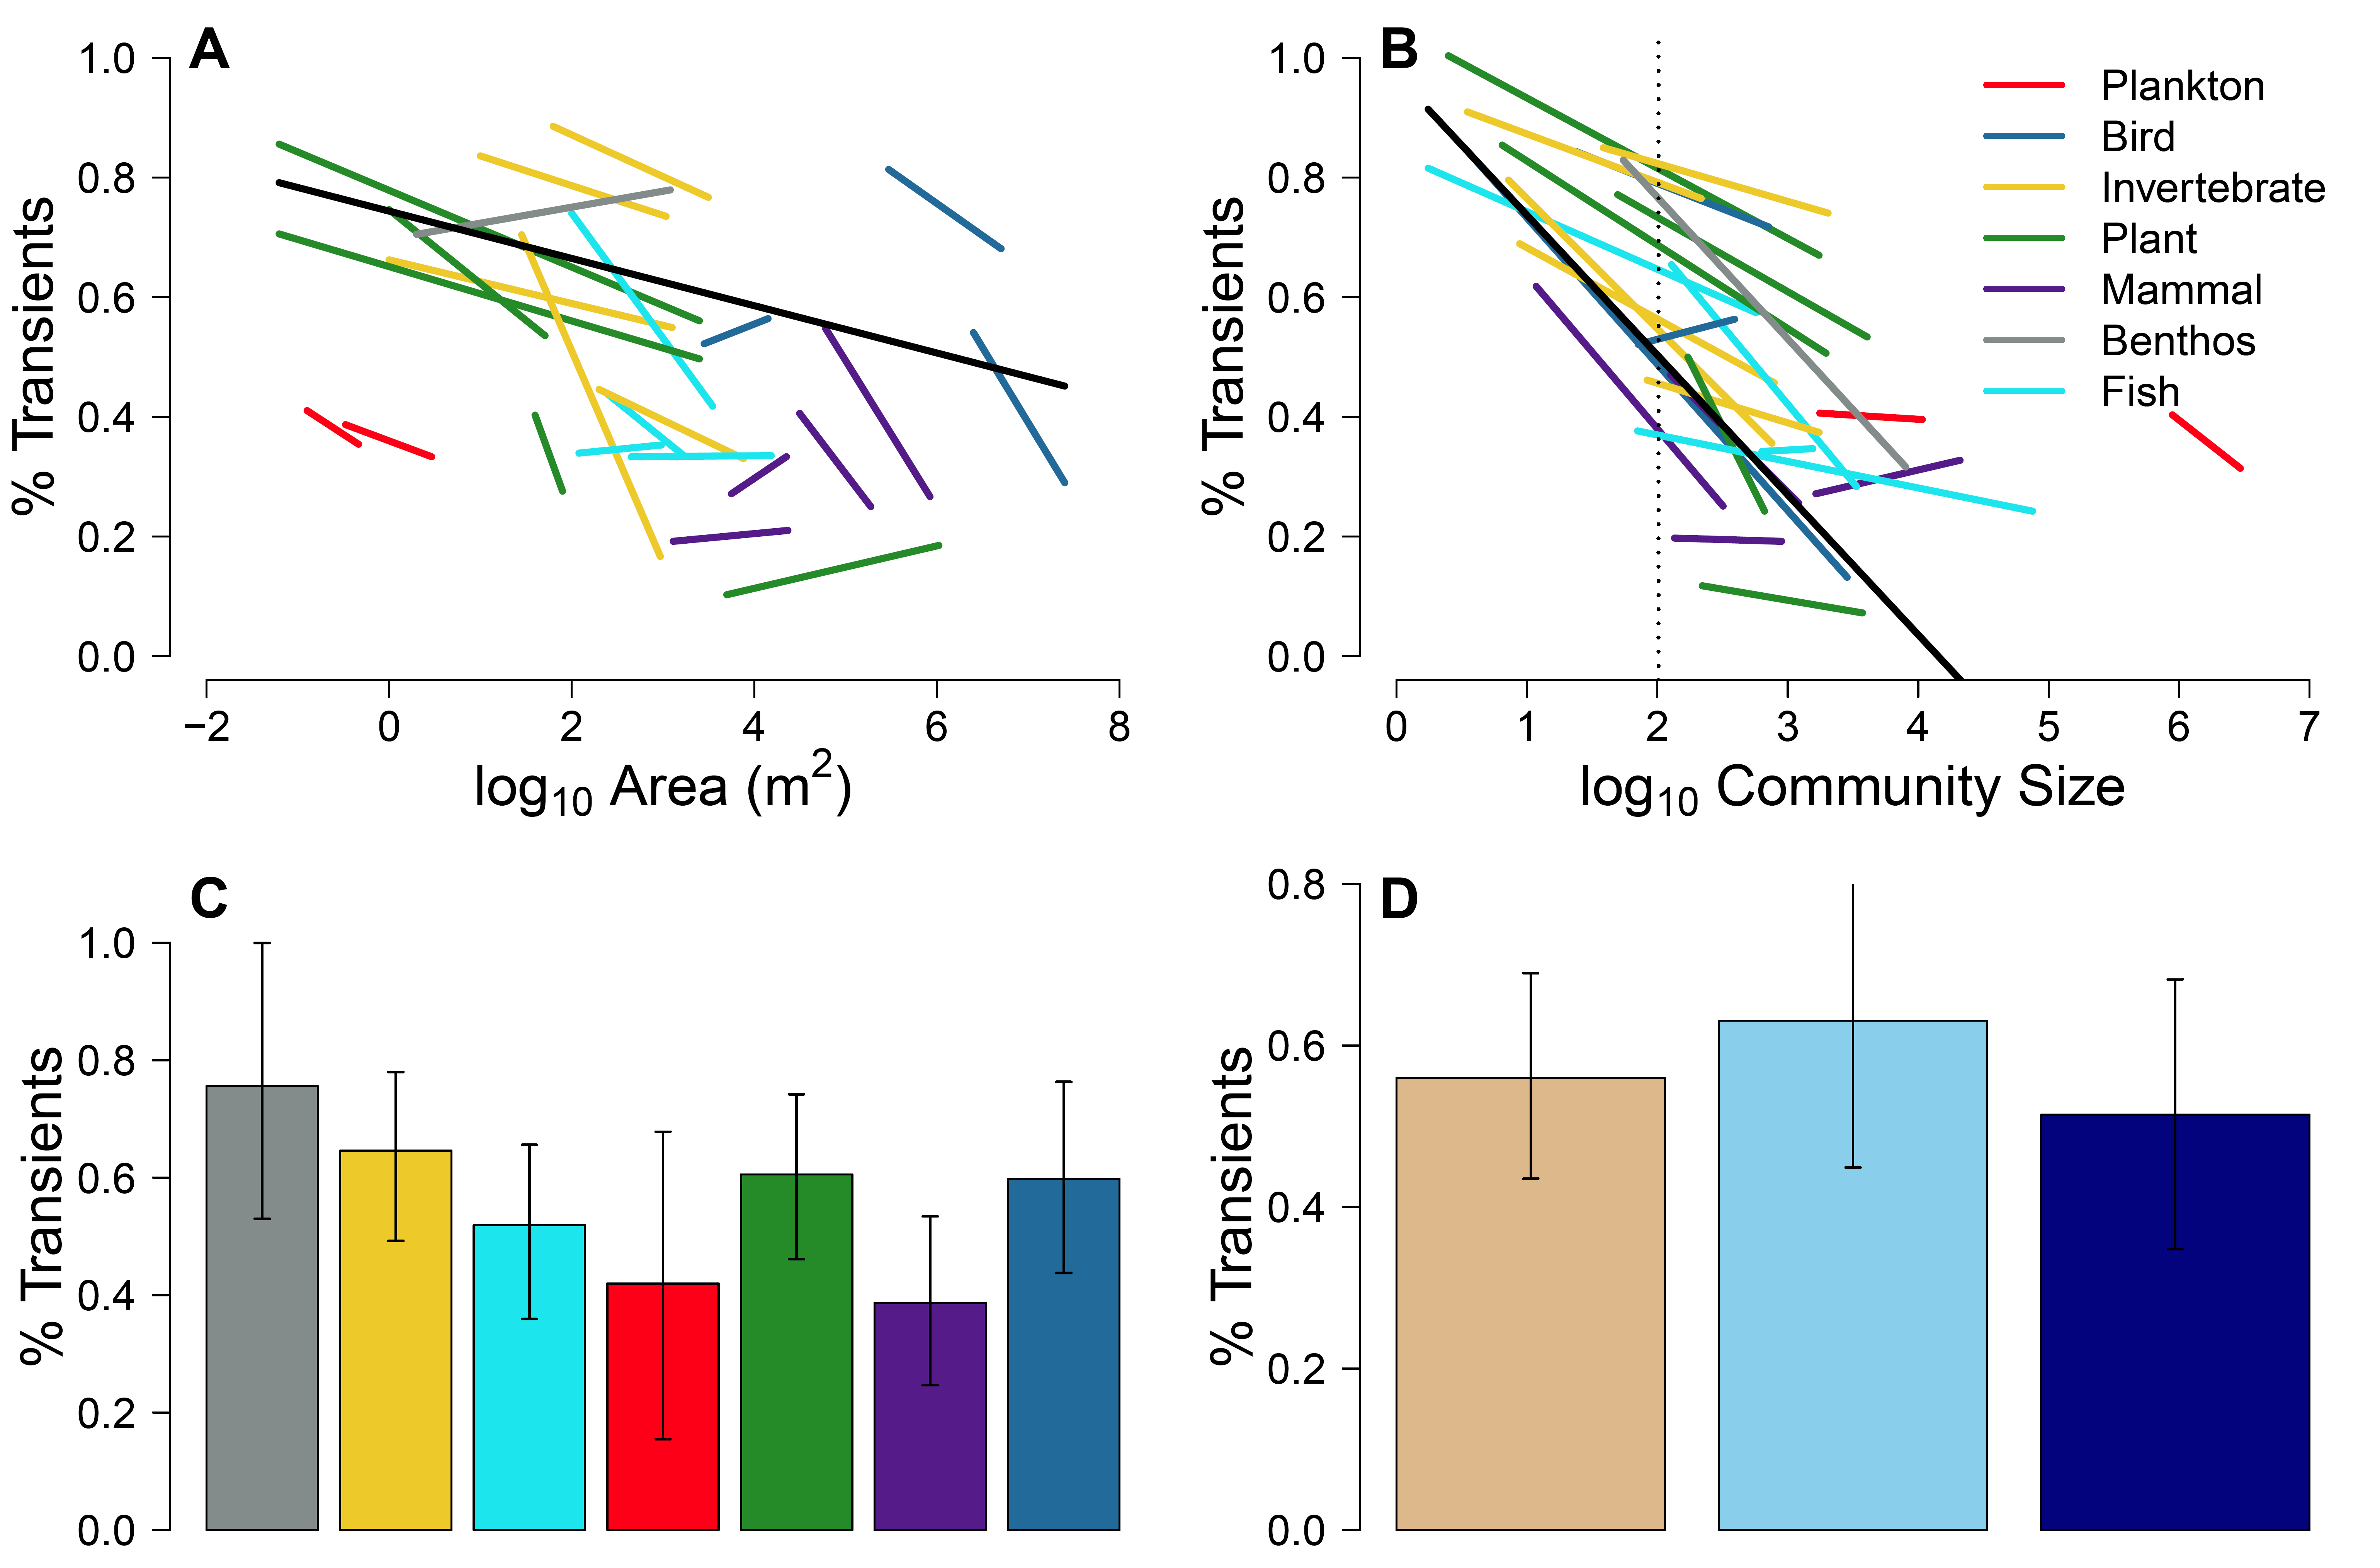 A
1.0
0.8
0.6
0.4
0.2
0.0
% Transients
−2 0 2 4 6 8
log10 Area (m2)
B
1.0
0.8
0.6
0.4
0.2
0.0
% Transients
Plankton
Bird
Invertebrate
Plant
Mammal
Benthos
Fish
0 1 2 3 4 5 6 7
log10 Community Size
C
1.0
0.8
0.6
0.4
0.2
0.0
% Transients
D
0.8
0.6
0.4
0.2
0.0
% Transients